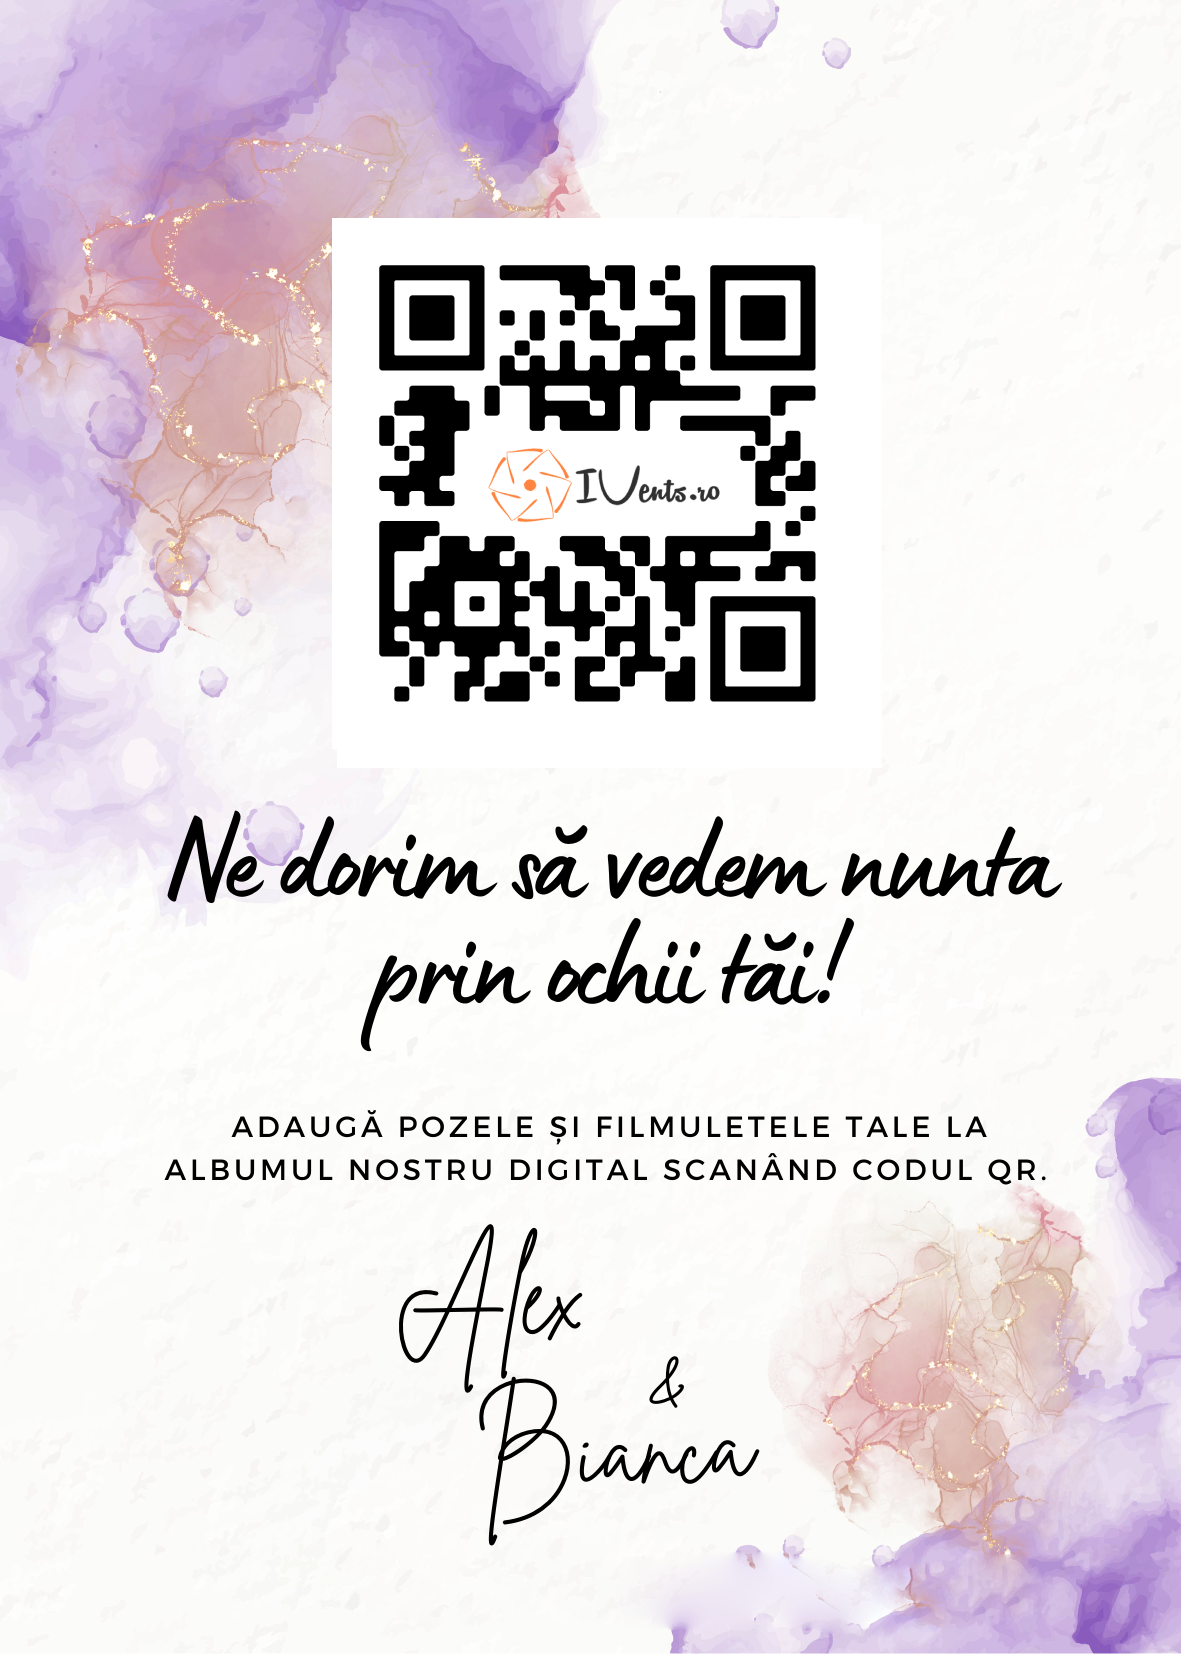 IVents.ro
Ne dorim să vedem nunta
prin ochii tăi!
ADAUGĂ POZELE ȘI FILMULETELE TALE LA
ALBUMUL NOSTRU DIGITAL SCANÂND CODUL QR.
Alex
&
Bianca